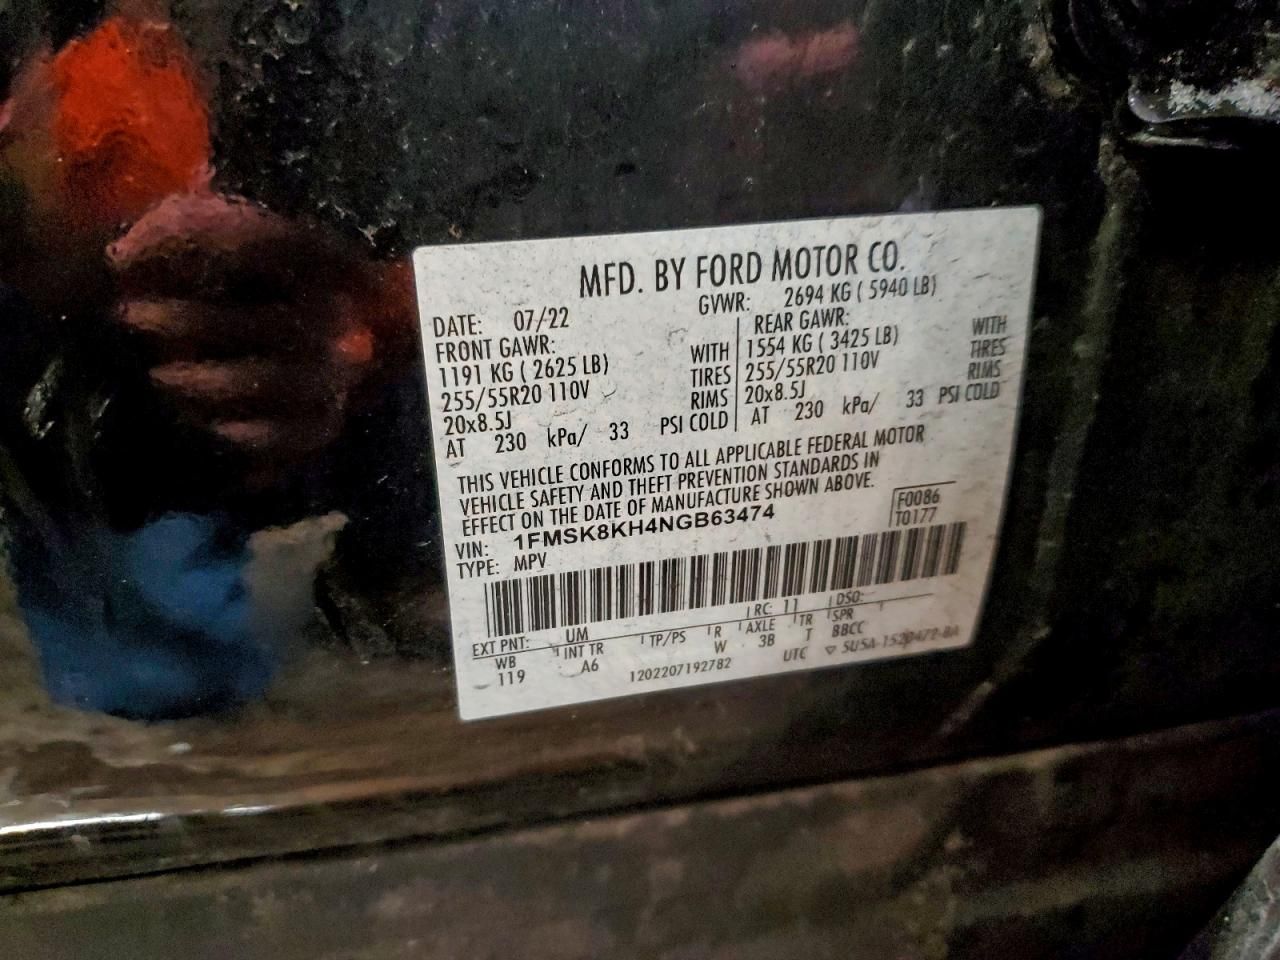 MFD. BY FORD MOTOR CO.
DATE: 07/22 GVWR: 2694 KG ( 5940 LB)
FRONT GAWR: REAR GAWR:
1191 KG ( 2625 LB) WITH 1554 KG ( 3425 LB) WITH
255/55R20 110V TIRES 255/55R20 110V TIRES
20x8.5J RIMS 20x8.5J RIMS
AT 230 kPa/ 33 PSI COLD AT 230 kPa/ 33 PSI COLD
THIS VEHICLE CONFORMS TO ALL APPLICABLE FEDERAL MOTOR
VEHICLE SAFETY AND THEFT PREVENTION STANDARDS IN
EFFECT ON THE DATE OF MANUFACTURE SHOWN ABOVE.
VIN: 1FMSK8KH4NGB63474 F0086
TYPE: MPV T0177
EXT PNT: UM RC: 11 DSO:
WB INT TR TP/PS R AXLE TR SPR
119 A6 W 3B T BBCC
1202207192782 UTC ▽ SU5A-1520472-BA